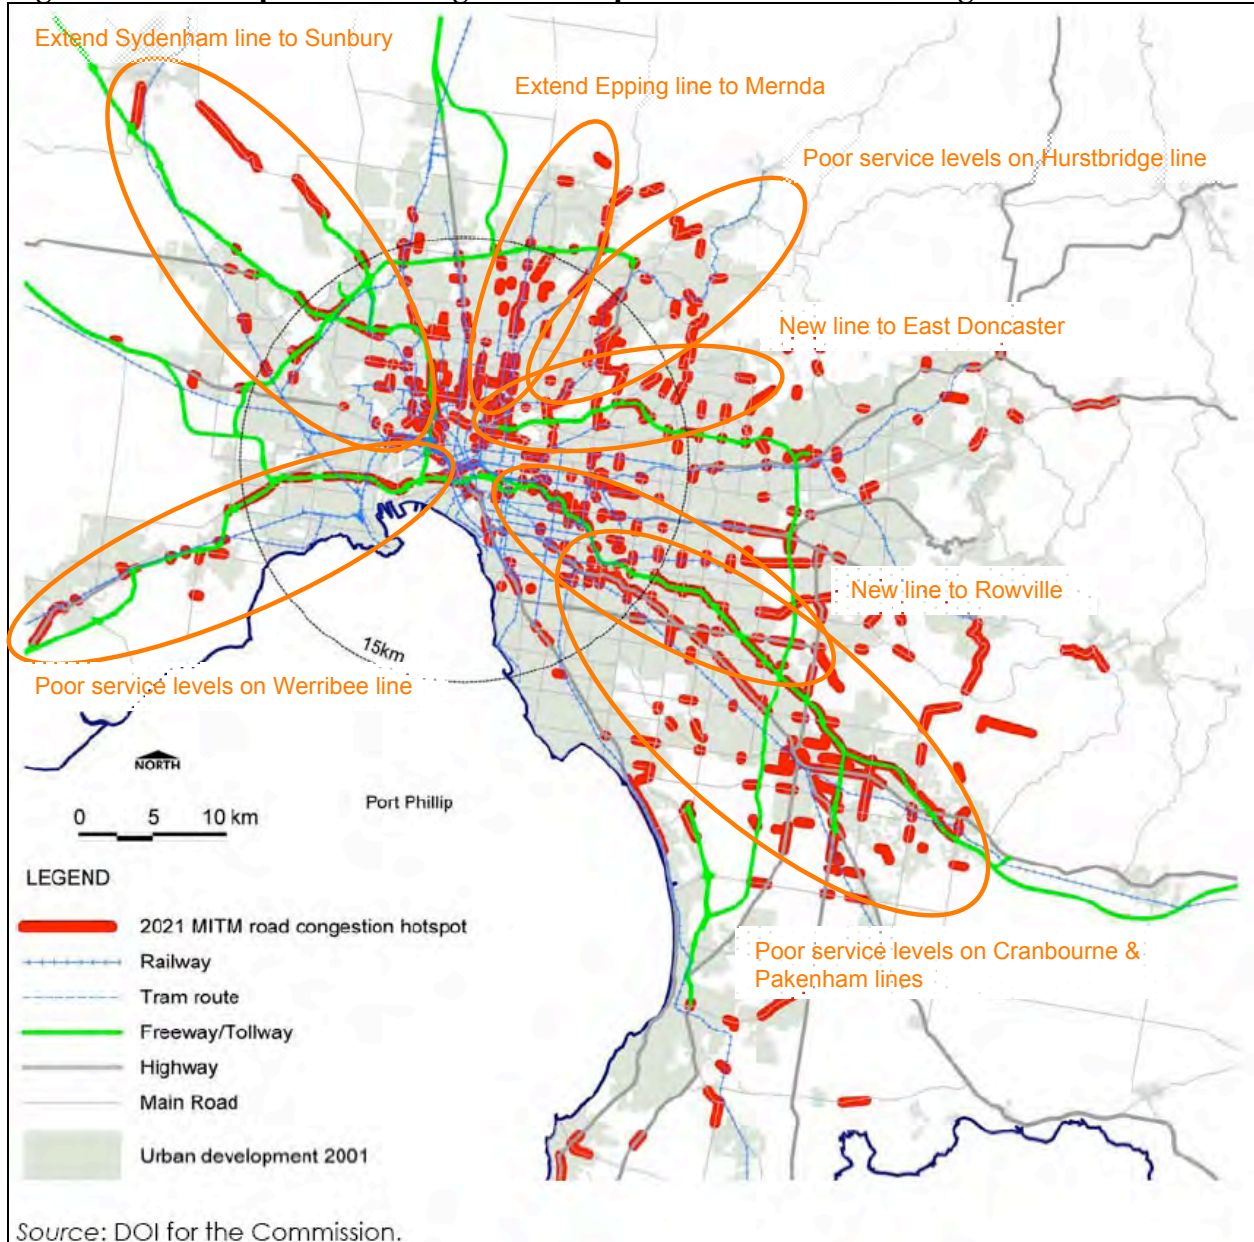 Extend Sydenham line to Sunbury
Extend Epping line to Mernda
Poor service levels on Hurstbridge line
New line to East Doncaster
New line to Rowville
15km
Poor service levels on Werribee line
NORTH
Port Phillip
0 5 10 km
LEGEND
2021 MITM road congestion hotspot
Railway
Tram route
Freeway/Tollway
Highway
Main Road
Urban development 2001
Poor service levels on Cranbourne &
Pakenham lines
Source: DOI for the Commission.